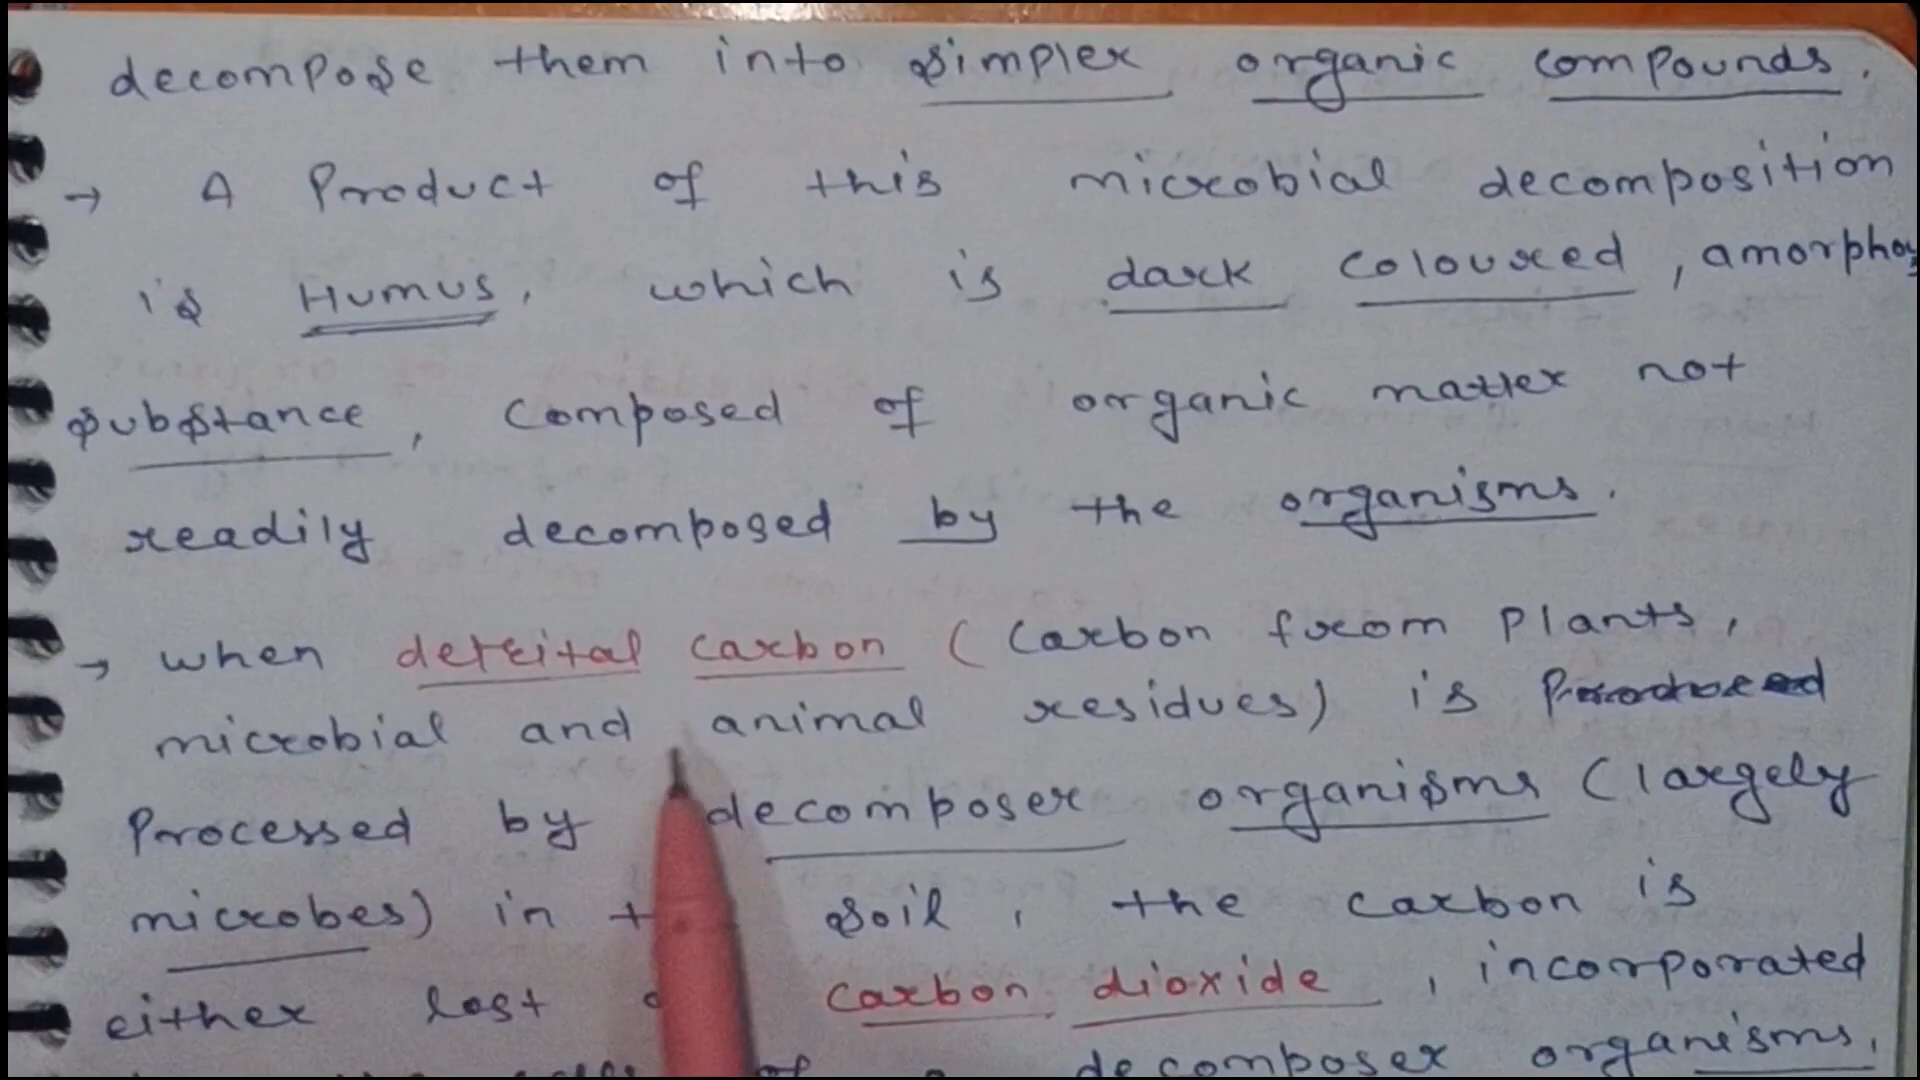 decompose them into simpler organic compounds.
→ A Product of this microbial decomposition
is Humus, which is dark coloured, amorpho
substance, composed of organic matter not
readily decomposed by the organisms.
→ when detrital carbon (carbon from plants,
microbial and animal residues) is
Processed by decomposer organisms (largely
microbes) in soil, the carbon is
either lost carbon dioxide, incorporated
of decomposer organisms.